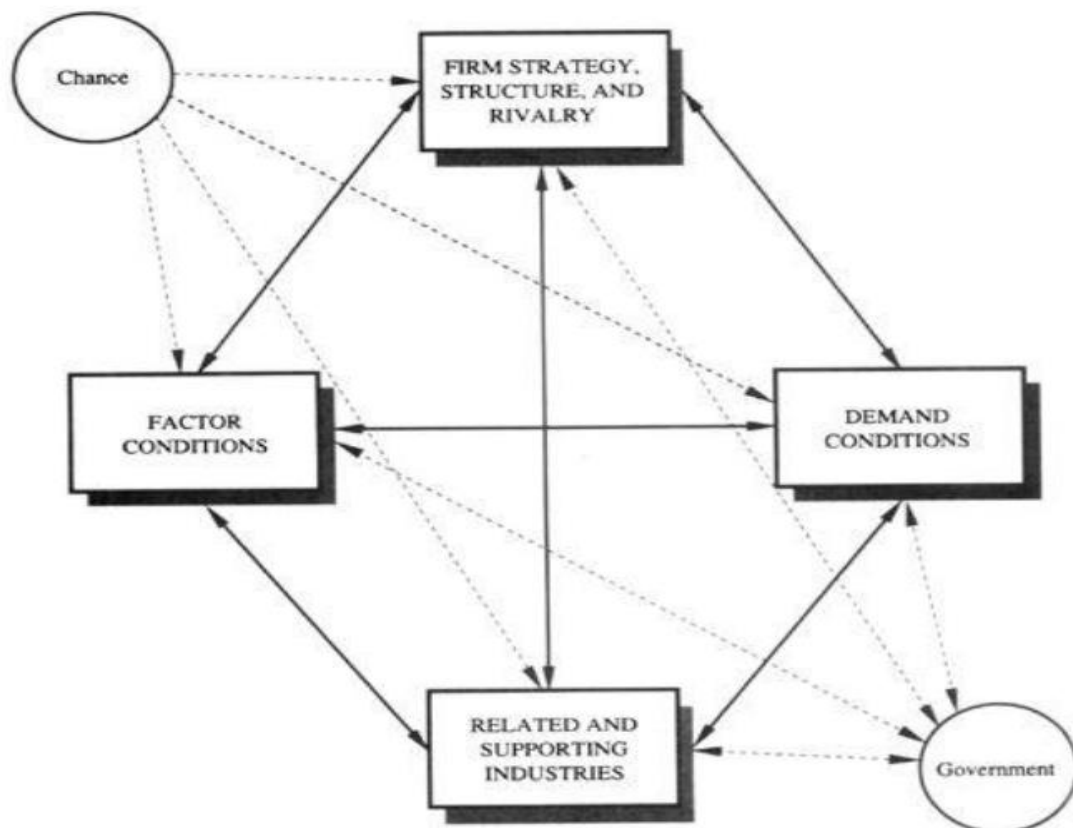 Chance
FIRM STRATEGY,
STRUCTURE, AND
RIVALRY
FACTOR
CONDITIONS
DEMAND
CONDITIONS
RELATED AND
SUPPORTING
INDUSTRIES
Government